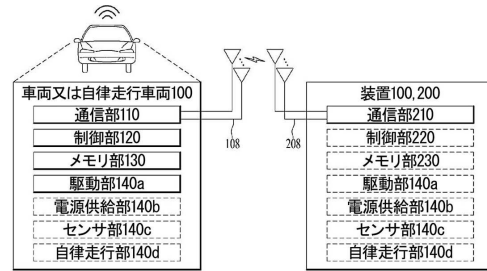 車両又は自律走行車両100
通信部110
制御部120
メモリ部130
駆動部140a
電源供給部140b
センサ部140c
自律走行部140d
108
208
装置100,200
通信部210
制御部220
メモリ部230
駆動部140a
電源供給部140b
センサ部140c
自律走行部140d